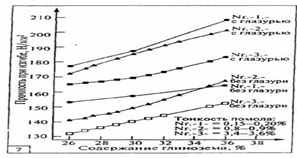 Прочность при изгибе, Н/мм²
210
200
190
180
170
160
150
140
130
Nr.-1.- с глазурью
Nr.-2.- с глазурью
Nr.-3.- с глазурью
Nr.-2.- без глазури
Nr.-1.- без глазури
Nr.-3.- без глазури
Тонкость помола:
Nr.-1.- = 0,15-0,20%
Nr.-2.- = 0,8-0,9%
Nr.-3.- = 3,4-3,6%
26 28 30 32 34 36 38
7 Содержание глинозема, %